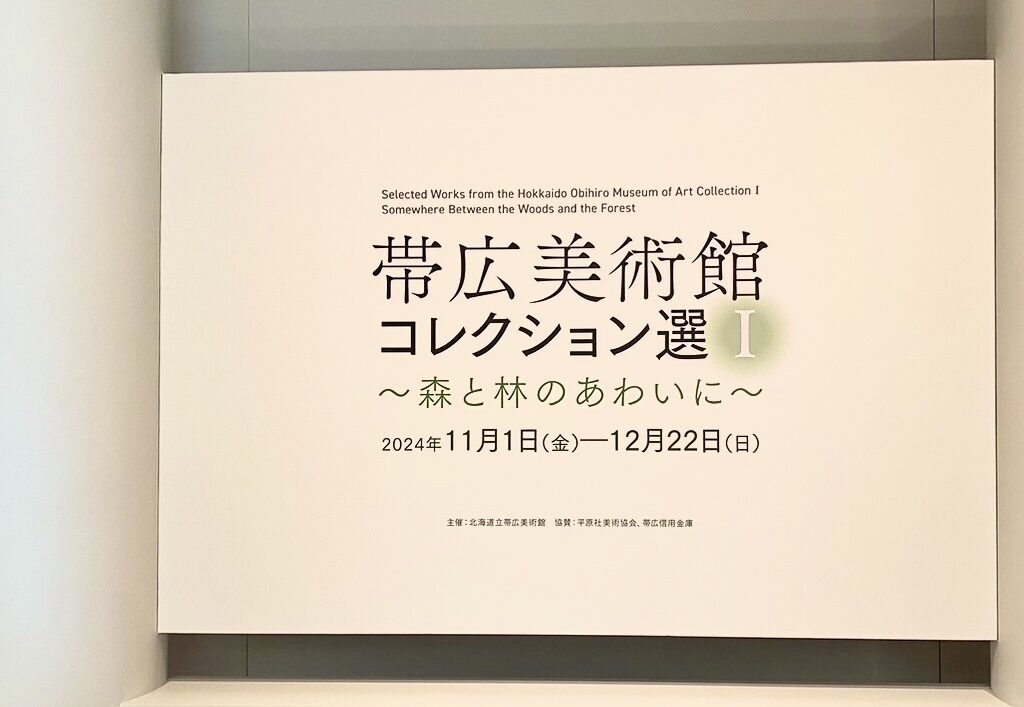 Selected Works from the Hokkaido Obihiro Museum of Art Collection I
Somewhere Between the Woods and the Forest
帯広美術館
コレクション選 I
～森と林のあわいに～
2024年11月1日（金）—12月22日（日）
主催：北海道立帯広美術館　協賛：平原社美術協会、帯広信用金庫